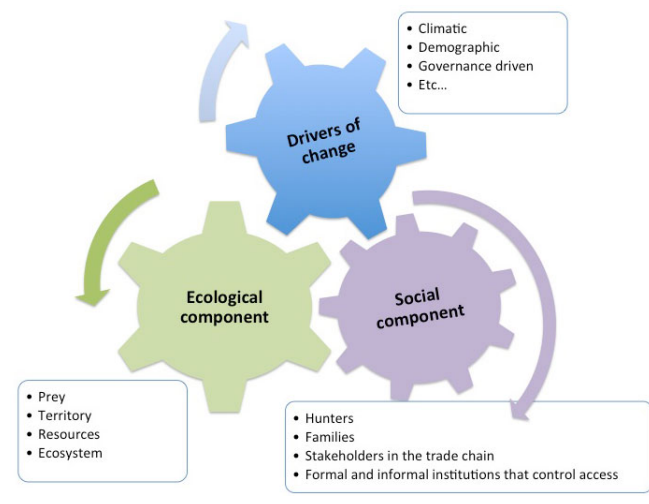 • Climatic
• Demographic
• Governance driven
• Etc...
Drivers of
change
Ecological
component
Social
component
• Prey
• Territory
• Resources
• Ecosystem
• Hunters
• Families
• Stakeholders in the trade chain
• Formal and informal institutions that control access